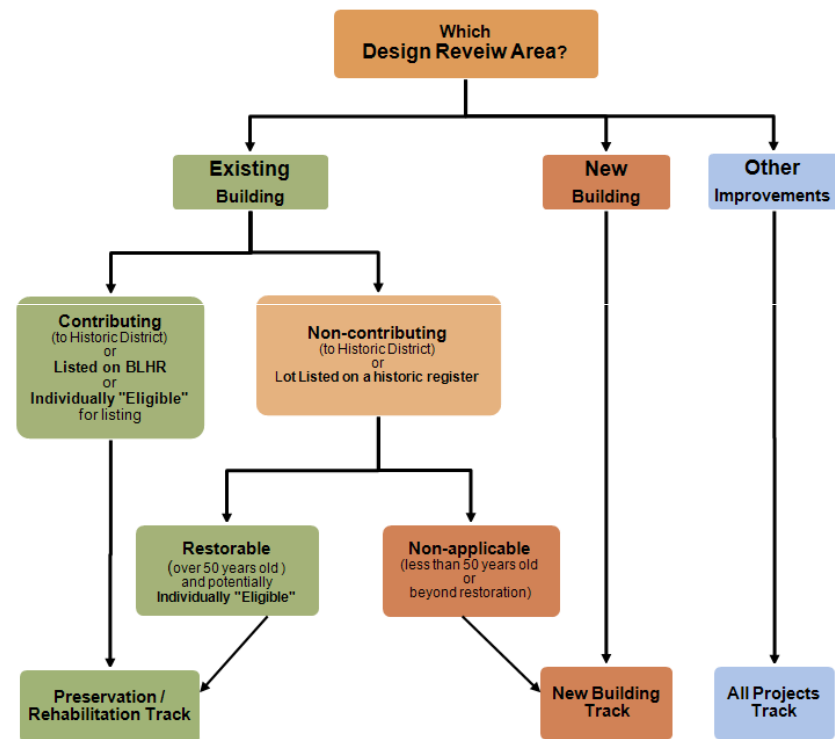 Which
Design Reveiw Area?
Existing
Building
New
Building
Other
Improvements
Contributing
(to Historic District)
or
Listed on BLHR
or
Individually "Eligible"
for listing
Non-contributing
(to Historic District)
or
Lot Listed on a historic register
Restorable
(over 50 years old )
and potentially
Individually "Eligible"
Non-applicable
(less than 50 years old
or
beyond restoration)
Preservation /
Rehabilitation Track
New Building
Track
All Projects
Track